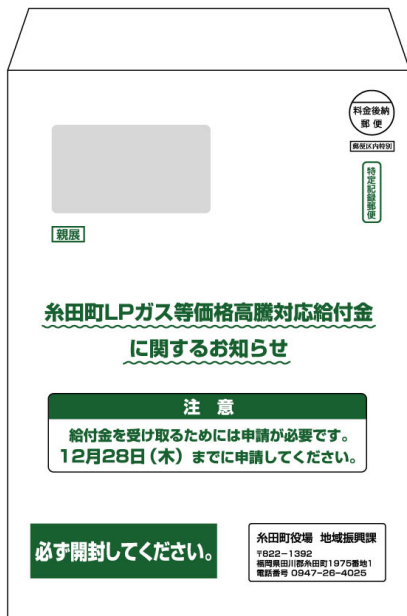 料金後納
郵便
郵便区内特別
特定記録郵便
親展
糸田町LPガス等価格高騰対応給付金
に関するお知らせ
注 意
給付金を受け取るためには申請が必要です。
12月28日(木)までに申請してください。
必ず開封してください。
糸田町役場 地域振興課
〒822-1392
福岡県田川郡糸田町1975番地1
電話番号 0947-26-4025